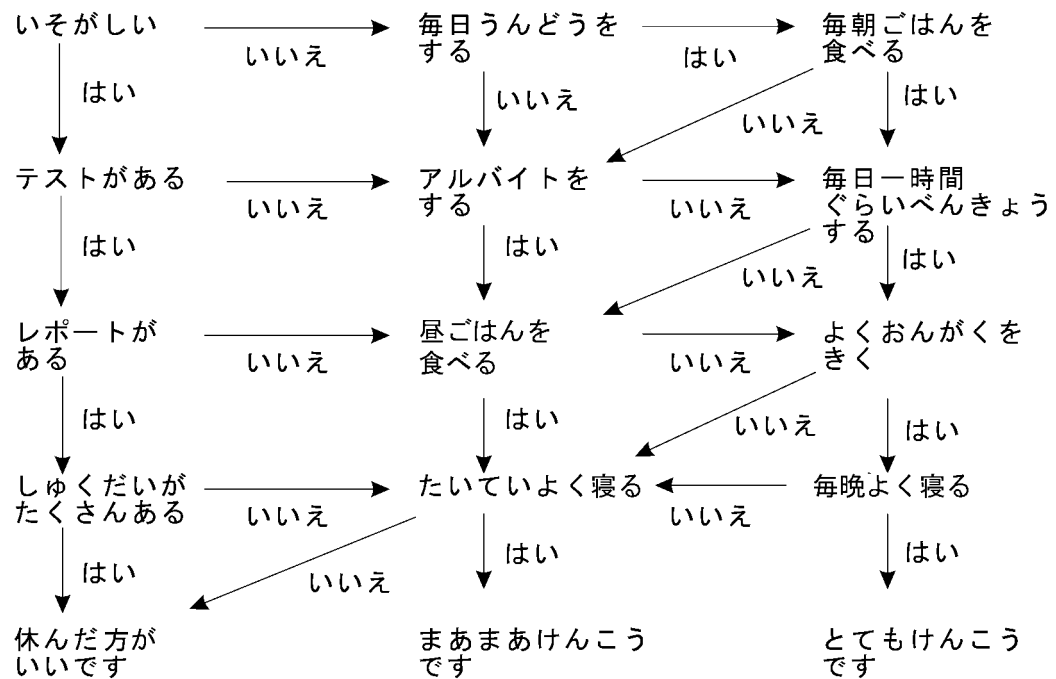 いそがしい
いいえ
毎日うんどうを
する
はい
毎朝ごはんを
食べる
はい
いいえ
いいえ
はい
テストがある
いいえ
アルバイトを
する
いいえ
毎日一時間
ぐらいべんきょう
する
はい
はい
いいえ
はい
レポートが
ある
いいえ
昼ごはんを
食べる
いいえ
よくおんがくを
きく
はい
はい
いいえ
はい
しゅくだいが
たくさんある
いいえ
たいていよく寝る
いいえ
毎晩よく寝る
はい
いいえ
はい
はい
休んだ方が
いいです
まあまあけんこう
です
とてもけんこう
です